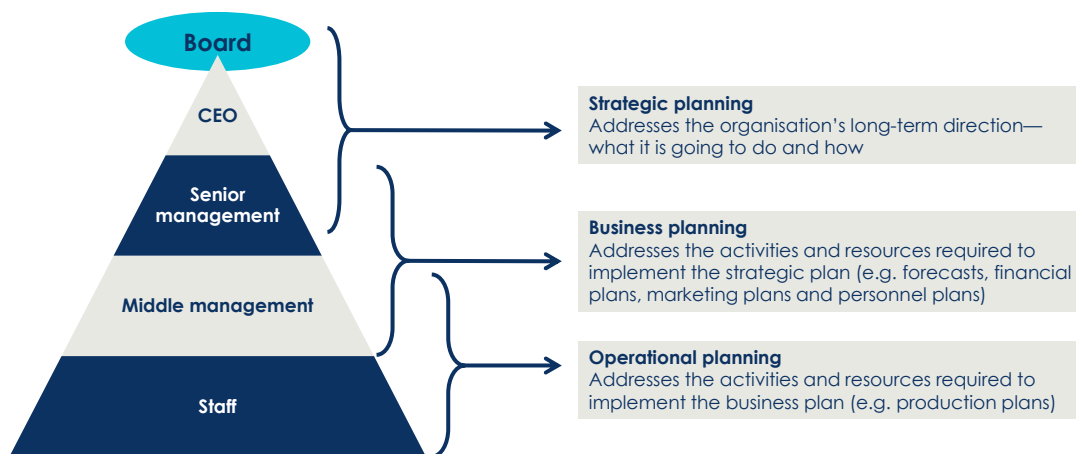 Board
CEO
Senior
management
Middle management
Staff
Strategic planning
Addresses the organisation’s long-term direction—
what it is going to do and how
Business planning
Addresses the activities and resources required to
implement the strategic plan (e.g. forecasts, financial
plans, marketing plans and personnel plans)
Operational planning
Addresses the activities and resources required to
implement the business plan (e.g. production plans)